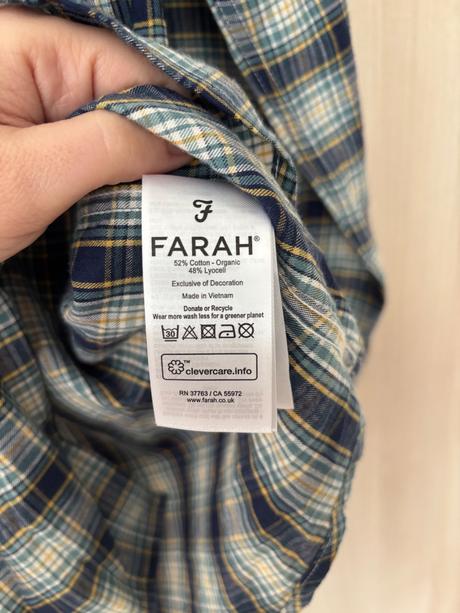 F
FARAH®
52% Cotton - Organic
48% Lyocell
Exclusive of Decoration
Made in Vietnam
Donate or Recycle
Wear more wash less for a greener planet
30
™
clevercare.info
RN 37763 / CA 55972
www.farah.co.uk